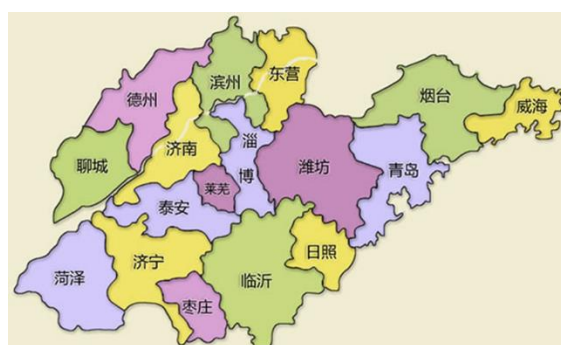 滨州
东营
德州
烟台
威海
济南
淄博
聊城
潍坊
青岛
莱芜
泰安
日照
菏泽
济宁
临沂
枣庄